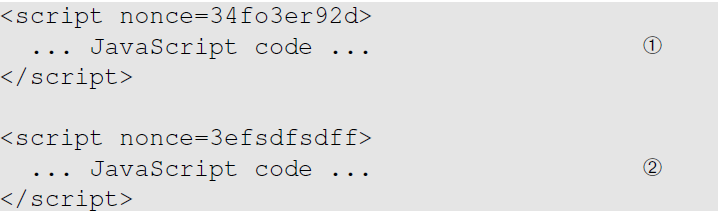 <script nonce=34fo3er92d>
... JavaScript code ... ①
</script>
<script nonce=3efsdfsdff>
... JavaScript code ... ②
</script>